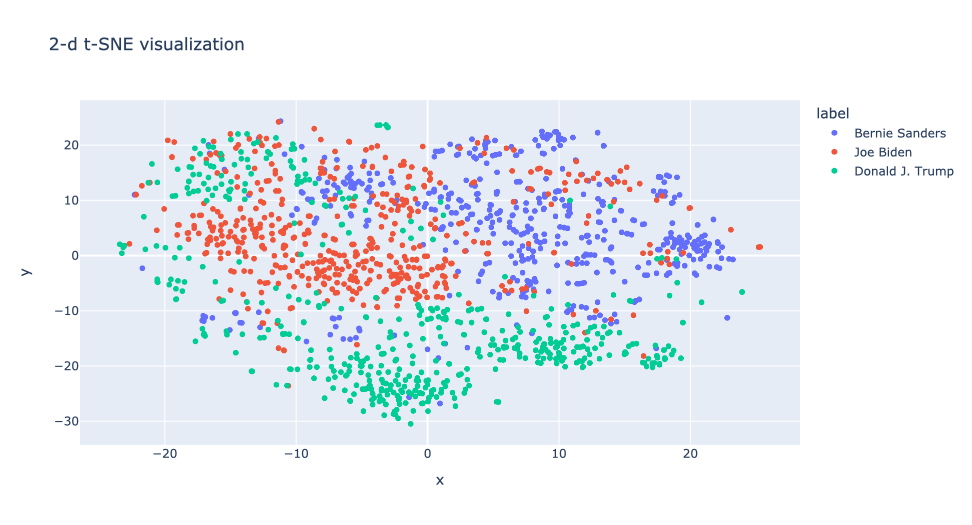 2-d t-SNE visualization
label
Bernie Sanders
Joe Biden
Donald J. Trump
y
20
10
0
−10
−20
−30
−20
−10
0
10
20
x